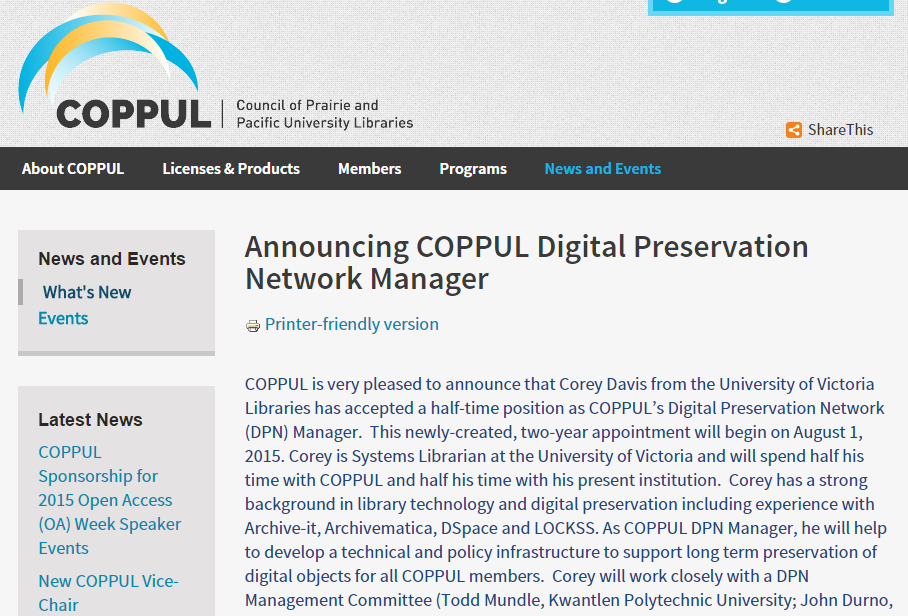 COPPUL
Council of Prairie and
Pacific University Libraries
ShareThis
About COPPUL Licenses & Products Members Programs News and Events
News and Events
What's New
Events
Latest News
COPPUL
Sponsorship for
2015 Open Access
(OA) Week Speaker
Events
New COPPUL Vice-
Chair
Announcing COPPUL Digital Preservation
Network Manager
Printer-friendly version
COPPUL is very pleased to announce that Corey Davis from the University of Victoria
Libraries has accepted a half-time position as COPPUL’s Digital Preservation Network
(DPN) Manager.  This newly-created, two-year appointment will begin on August 1,
2015. Corey is Systems Librarian at the University of Victoria and will spend half his
time with COPPUL and half his time with his present institution.  Corey has a strong
background in library technology and digital preservation including experience with
Archive-it, Archivematica, DSpace and LOCKSS. As COPPUL DPN Manager, he will help
to develop a technical and policy infrastructure to support long term preservation of
digital objects for all COPPUL members.  Corey will work closely with a DPN
Management Committee (Todd Mundle, Kwantlen Polytechnic University; John Durno,